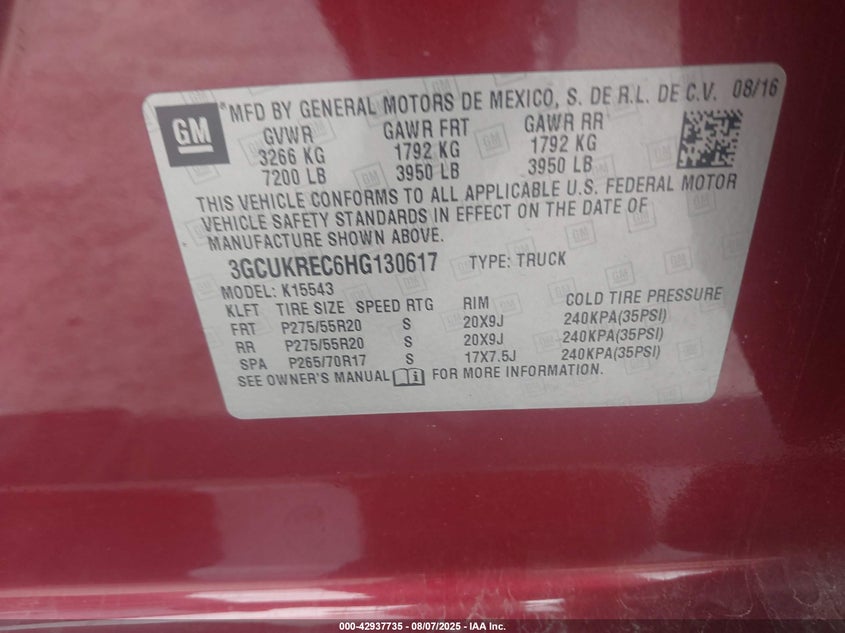 GM ® MFD BY GENERAL MOTORS DE MEXICO, S. DE R.L. DE C.V. 08/16
GVWR GAWR FRT GAWR RR
3266 KG 1792 KG 1792 KG
7200 LB 3950 LB 3950 LB
THIS VEHICLE CONFORMS TO ALL APPLICABLE U.S. FEDERAL MOTOR
VEHICLE SAFETY STANDARDS IN EFFECT ON THE DATE OF
MANUFACTURE SHOWN ABOVE.
3GCUKREC6HG130617 TYPE: TRUCK
MODEL: K15543
KLFT TIRE SIZE SPEED RTG RIM COLD TIRE PRESSURE
FRT P275/55R20 S 20X9J 240KPA(35PSI)
RR P275/55R20 S 20X9J 240KPA(35PSI)
SPA P265/70R17 S 17X7.5J 240KPA(35PSI)
SEE OWNER'S MANUAL FOR MORE INFORMATION.
000-42937735 - 08/07/2025 - IAA Inc.